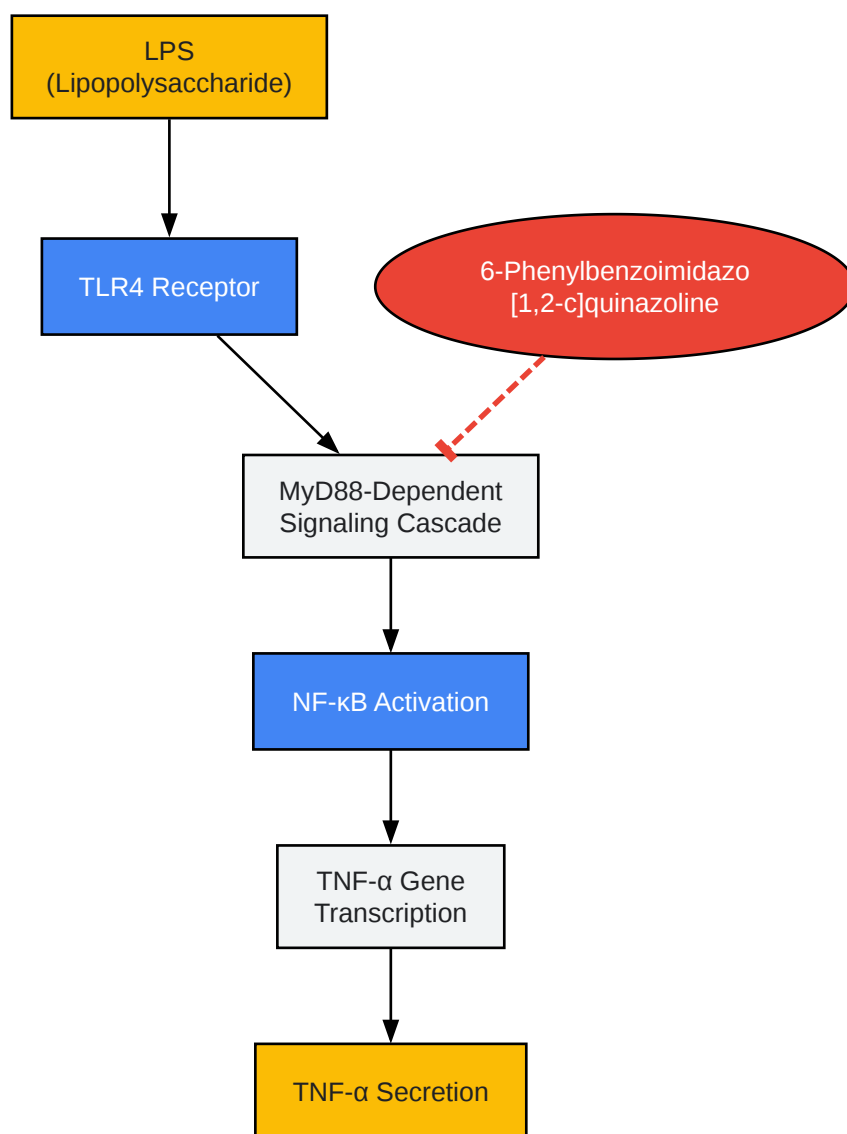 LPS
(Lipopolysaccharide)
TLR4 Receptor
6-Phenylbenzoimidazo
[1,2-c]quinazoline
MyD88-Dependent
Signaling Cascade
NF-κB Activation
TNF-α Gene
Transcription
TNF-α Secretion